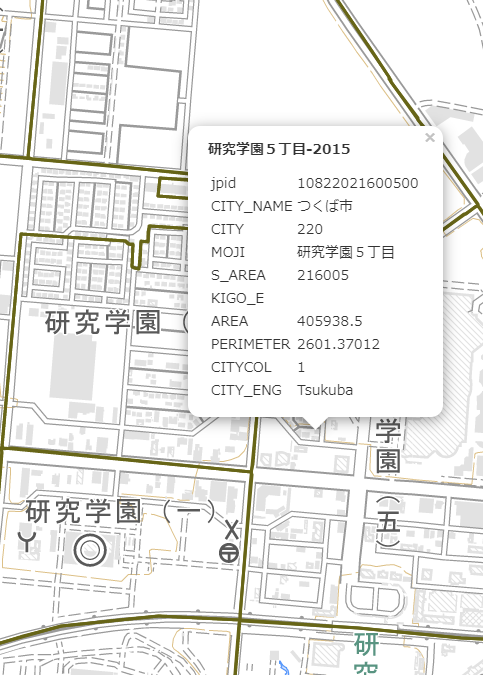 研究学園５丁目-2015
×
jpid 10822021600500
CITY_NAME つくば市
CITY 220
MOJI 研究学園５丁目
S_AREA 216005
KIGO_E
AREA 405938.5
PERIMETER 2601.37012
CITYCOL 1
CITY_ENG Tsukuba
研究学園（
学園（五）
研究学園（一）
研究